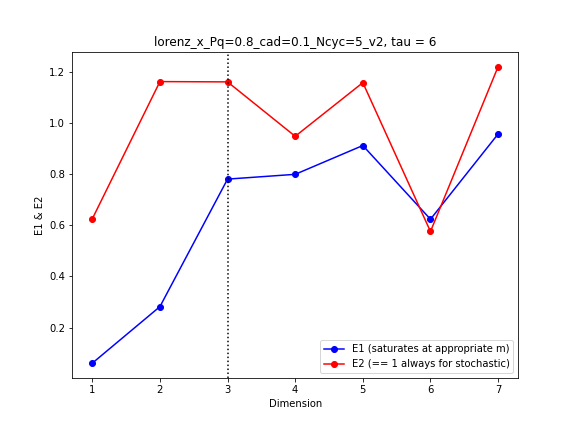 lorenz_x_Pq=0.8_cad=0.1_Ncyc=5_v2, tau = 6
1.2
1.0
0.8
0.6
0.4
0.2
E1 & E2
E1 (saturates at appropriate m)
E2 (== 1 always for stochastic)
1 2 3 4 5 6 7
Dimension